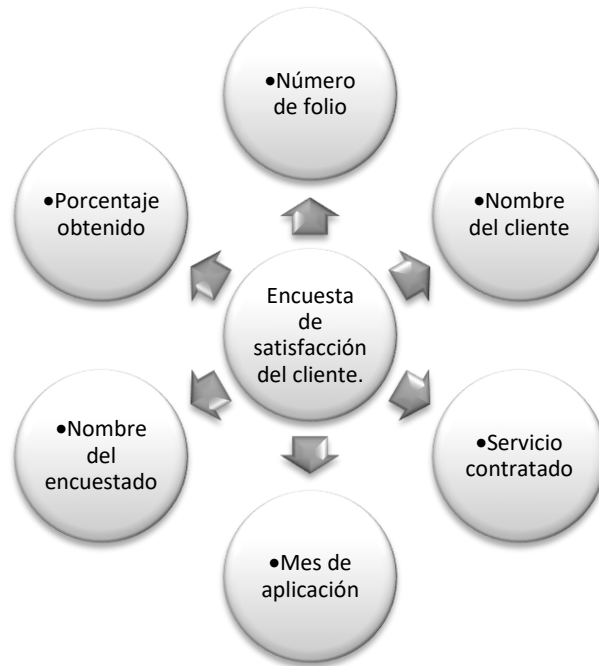 •Número
de folio
•Nombre
del cliente
•Servicio
contratado
•Mes de
aplicación
•Nombre
del
encuestado
•Porcentaje
obtenido
Encuesta
de
satisfacción
del cliente.